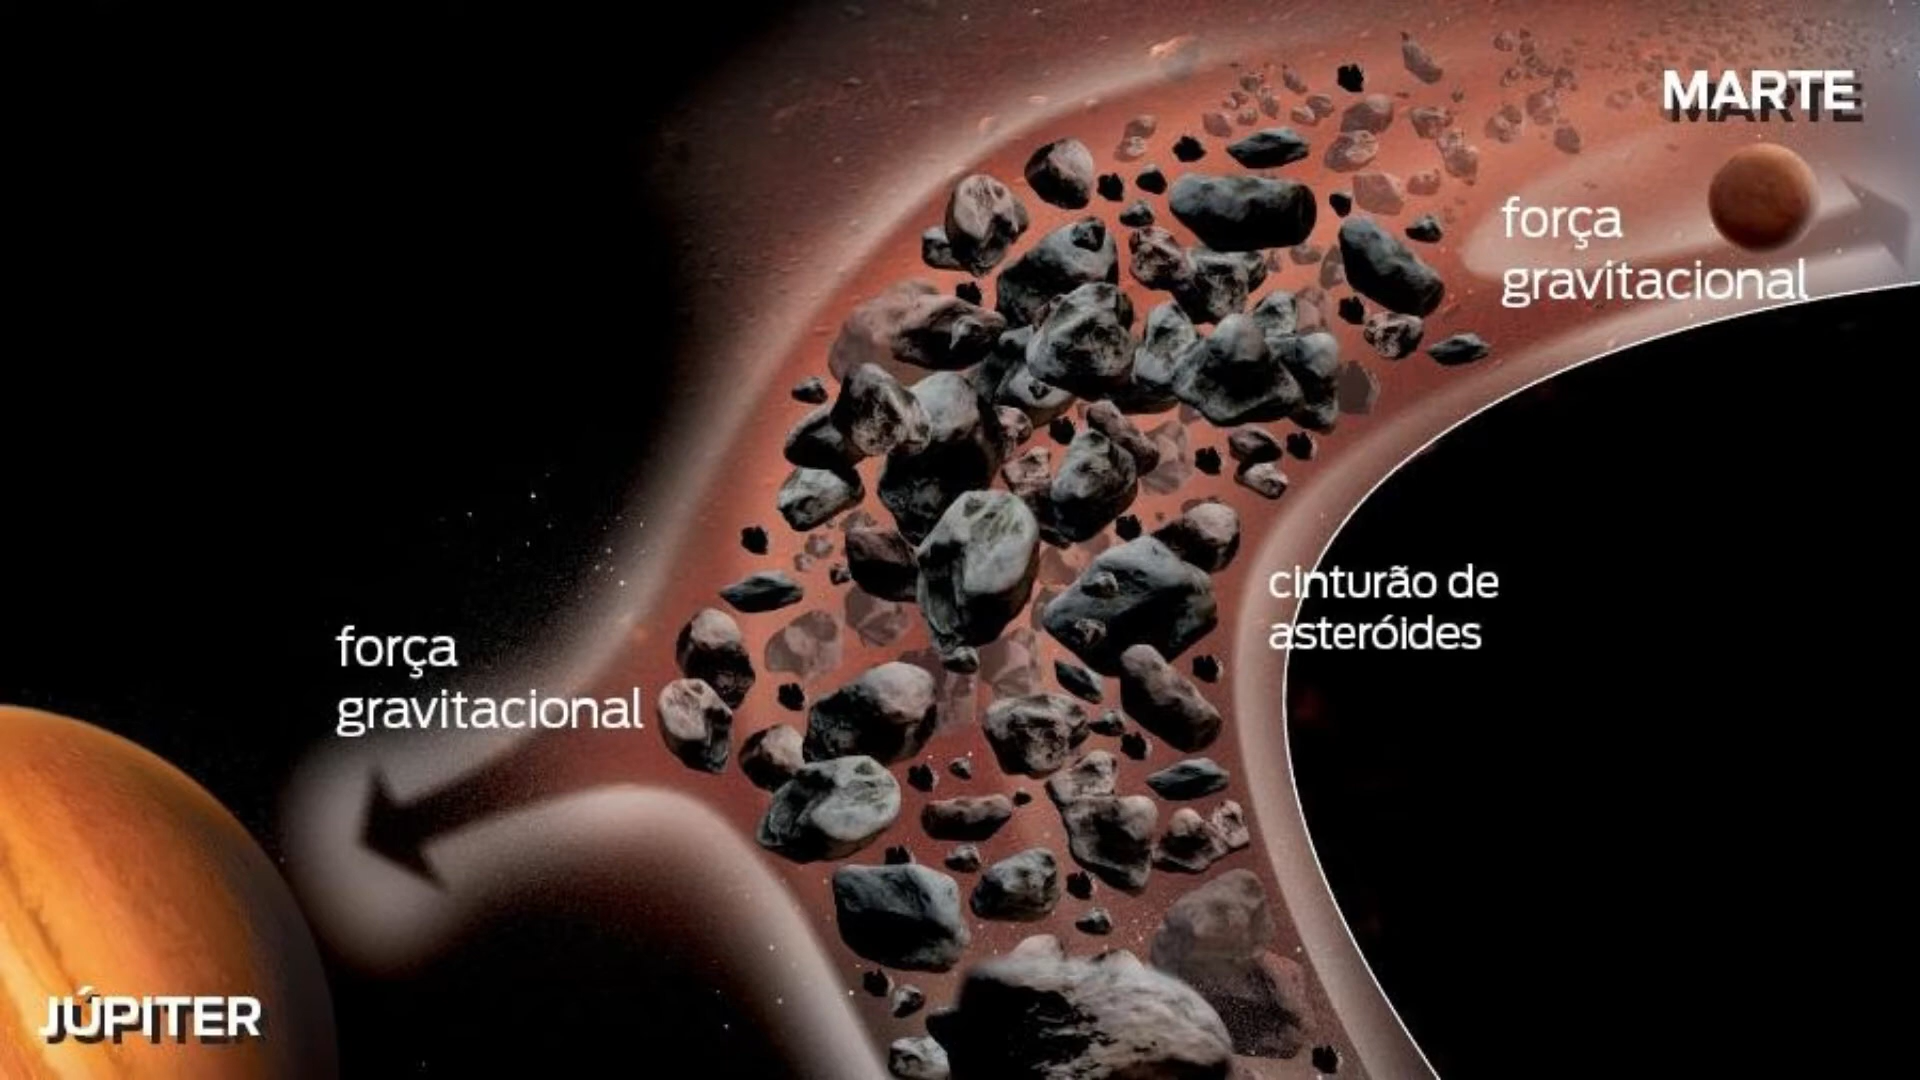 MARTE
força
gravitacional
cinturão de
asteróides
força
gravitacional
JÚPITER